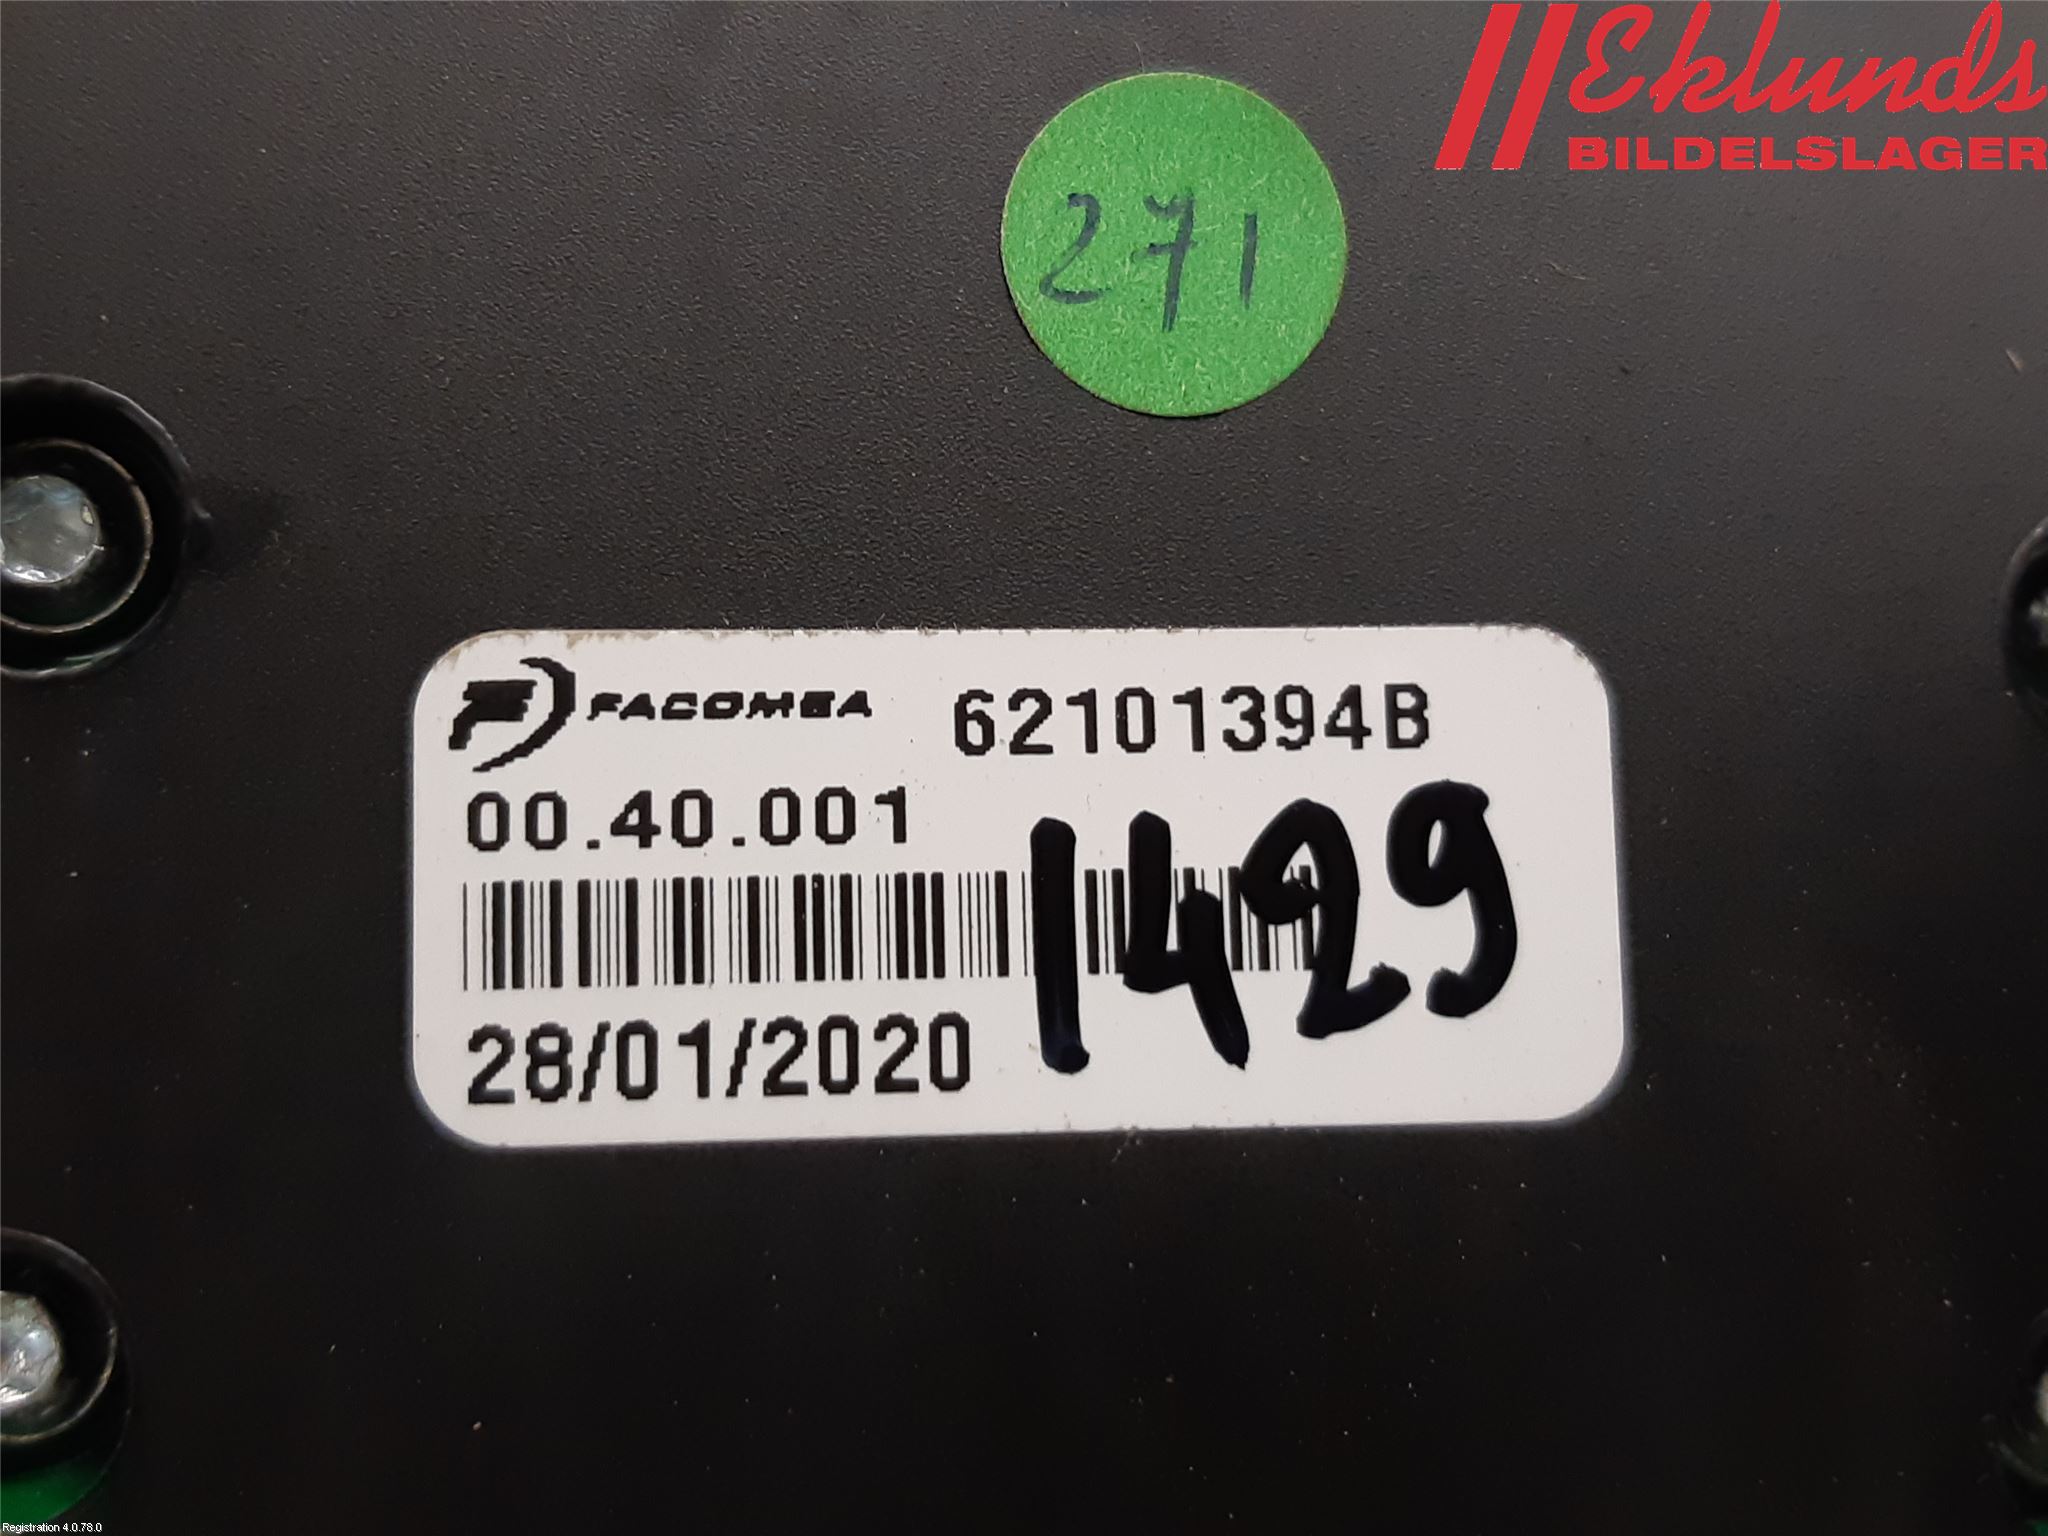 Eklunds
BILDELSLAGER
271
FACOMSA 62101394B
00.40.001
1429
28/01/2020
Registration 4.0.78.0